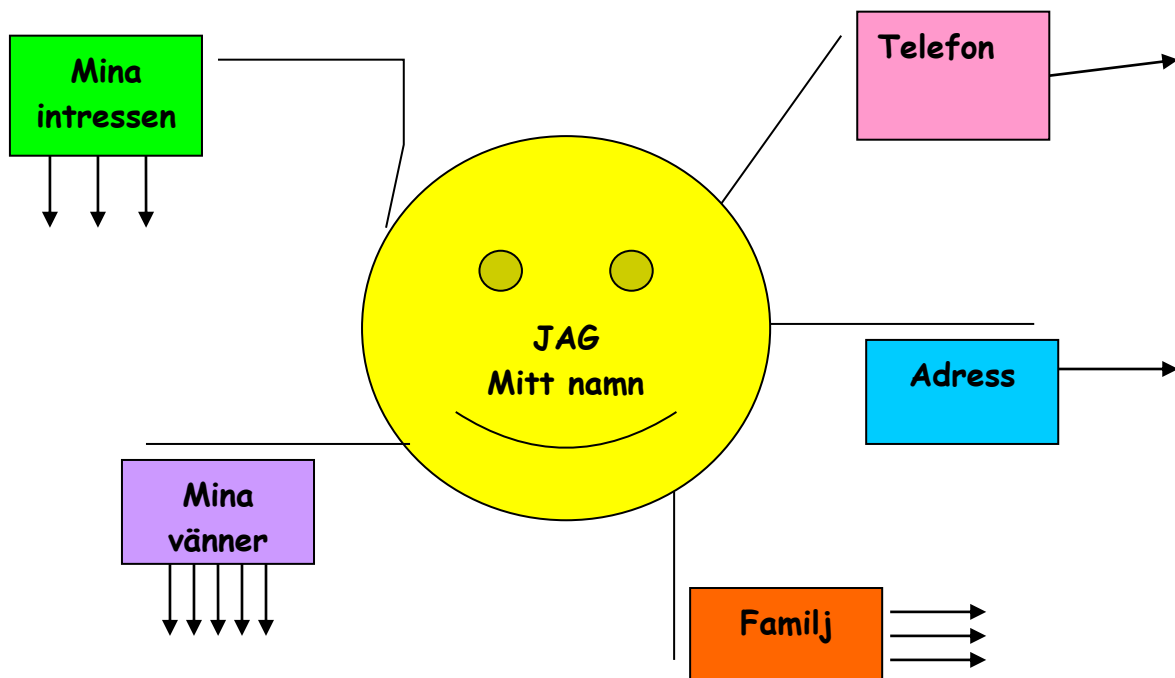 Mina
intressen
Telefon
JAG
Mitt namn
Adress
Mina
vänner
Familj